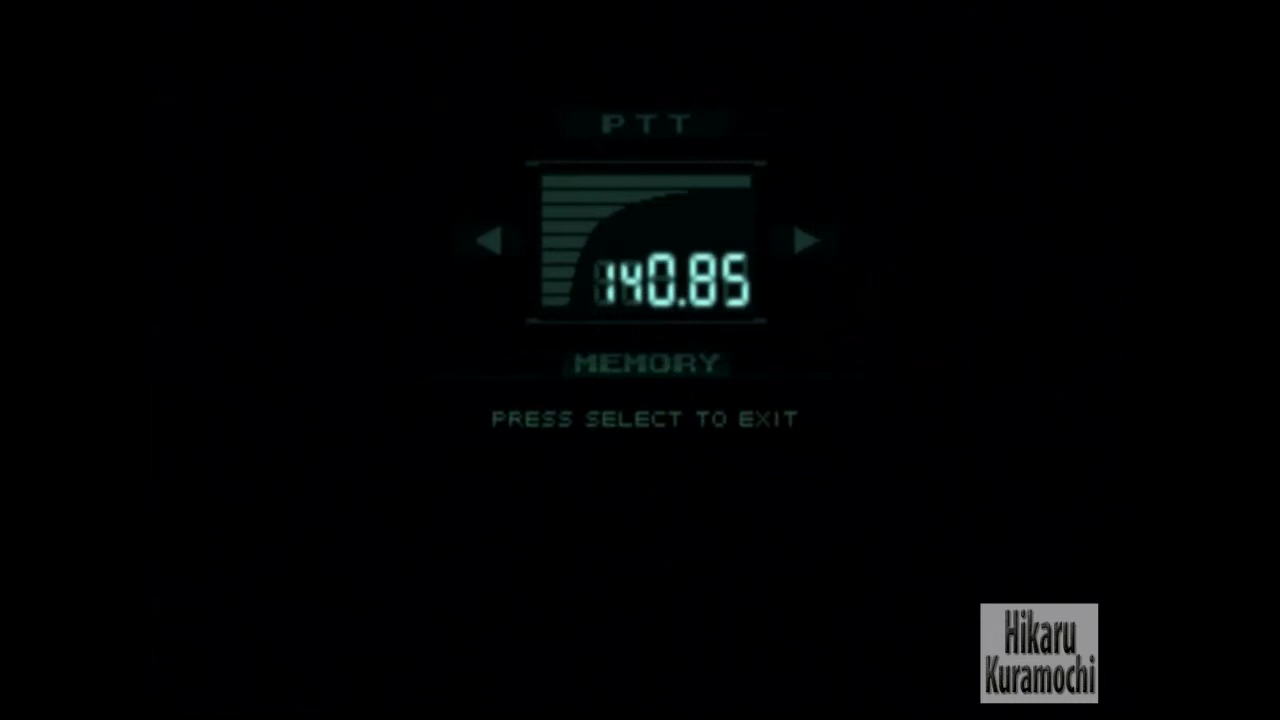 PTT
140.85
MEMORY
PRESS SELECT TO EXIT
Hikaru
Kuramochi